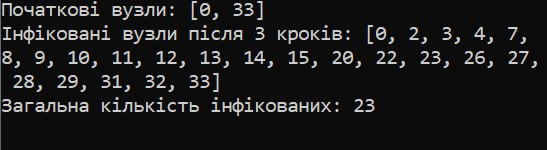 Початкові вузли: [0, 33]
Інфіковані вузли після 3 кроків: [0, 2, 3, 4, 7,
8, 9, 10, 11, 12, 13, 14, 15, 20, 22, 23, 26, 27,
28, 29, 31, 32, 33]
Загальна кількість інфікованих: 23